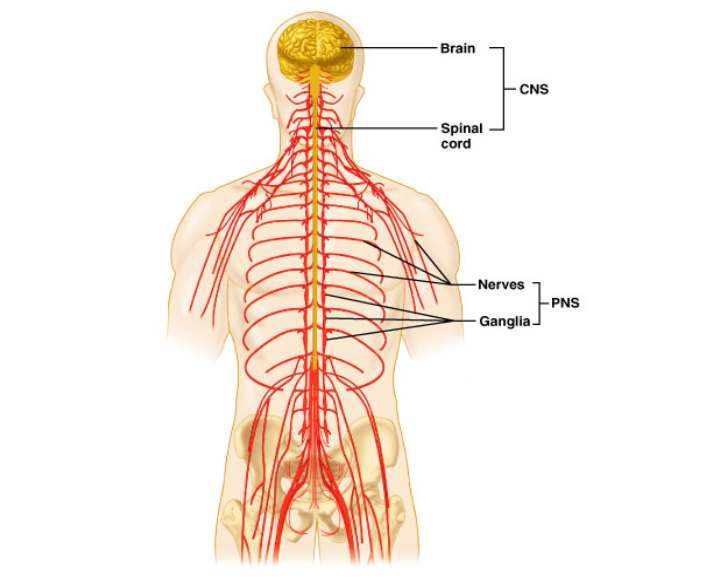 Brain
CNS
Spinal
cord
Nerves
PNS
Ganglia